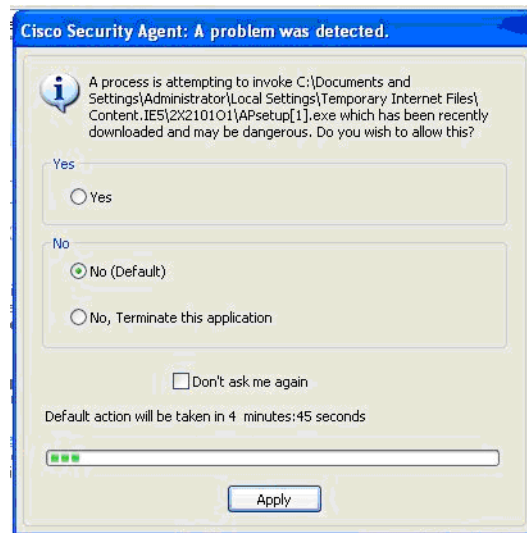 Cisco Security Agent: A problem was detected.
A process is attempting to invoke C:\Documents and
Settings\Administrator\Local Settings\Temporary Internet Files\
Content.IE5\2X2101O1\APsetup[1].exe which has been recently
downloaded and may be dangerous. Do you wish to allow this?
Yes
Yes
No
No (Default)
No, Terminate this application
Don't ask me again
Default action will be taken in 4 minutes:45 seconds
Apply